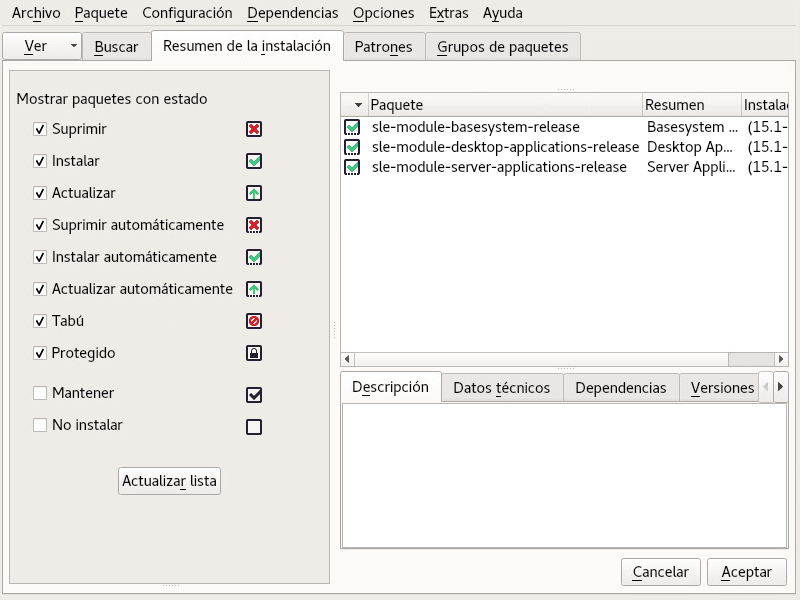 Archivo Paquete Configuración Dependencias Opciones Extras Ayuda
Ver Buscar Resumen de la instalación Patrones Grupos de paquetes
Mostrar paquetes con estado
Suprimir
Instalar
Actualizar
Suprimir automáticamente
Instalar automáticamente
Actualizar automáticamente
Tabú
Protegido
Mantener
No instalar
Actualizar lista
Paquete Resumen Instalac
sle-module-basesystem-release Basesystem ... (15.1-
sle-module-desktop-applications-release Desktop Ap... (15.1-
sle-module-server-applications-release Server Appli... (15.1-
Descripción Datos técnicos Dependencias Versiones
Cancelar Aceptar